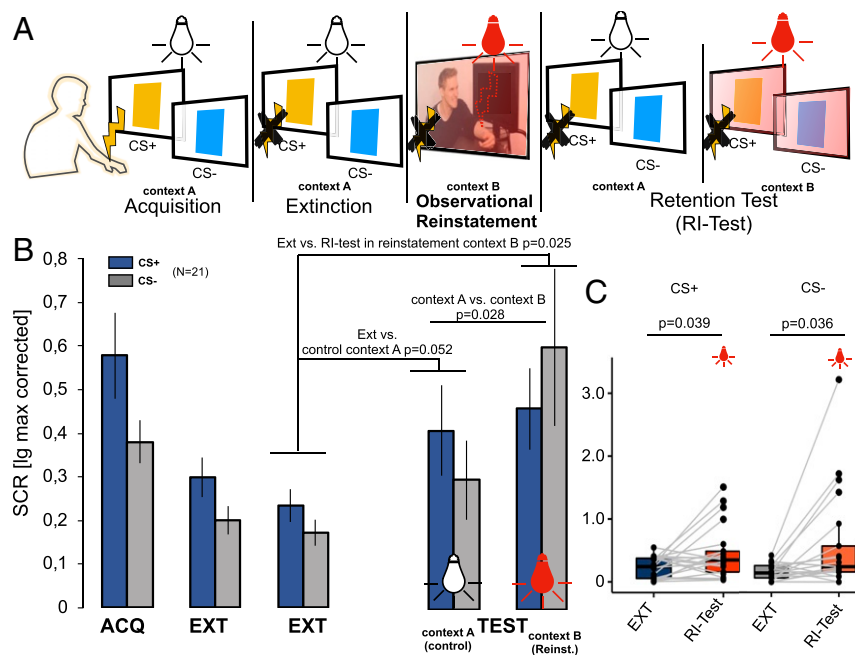 A
CS+
CS-
context A
Acquisition
CS+
CS-
context A
Extinction
context B
Observational
Reinstatement
CS+
CS-
context A
CS+
CS-
context B
Retention Test
(RI-Test)
B
SCR [lg max corrected]
0,8
0,7
0,6
0,5
0,4
0,3
0,2
0,1
0
CS+
CS-
(N=21)
Ext vs. RI-test in reinstatement context B p=0.025
context A vs. context B
p=0.028
Ext vs.
control context A p=0.052
ACQ
EXT
EXT
TEST
context A
(control)
context B
(Reinst.)
C
CS+
CS-
p=0.039
p=0.036
3.0
1.0
0
EXT
RI-Test
EXT
RI-Test